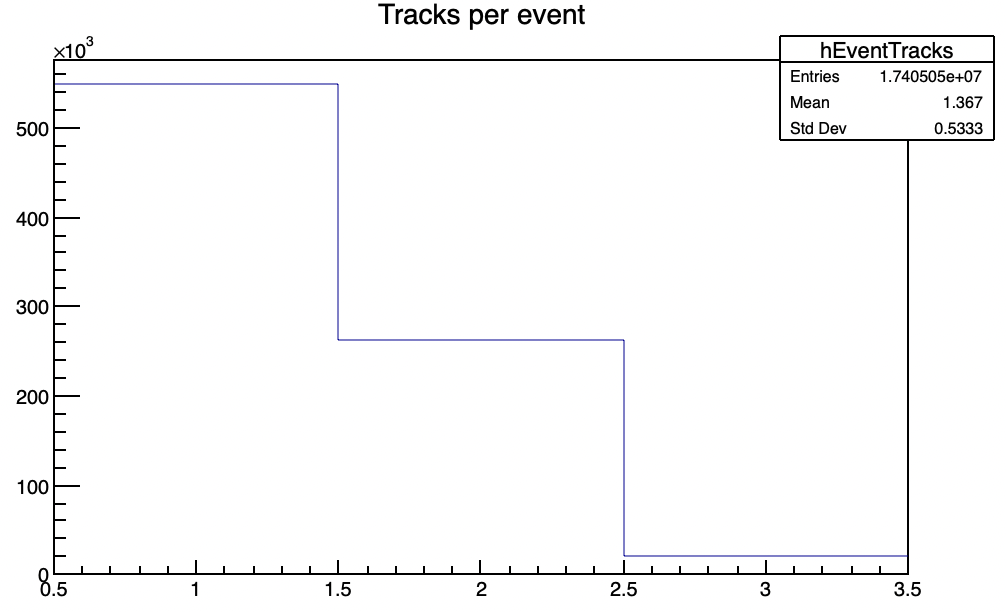 Tracks per event
×10³
hEventTracks
Entries 1.740505e+07
Mean 1.367
Std Dev 0.5333
500
400
300
200
100
0
0.5 1 1.5 2 2.5 3 3.5